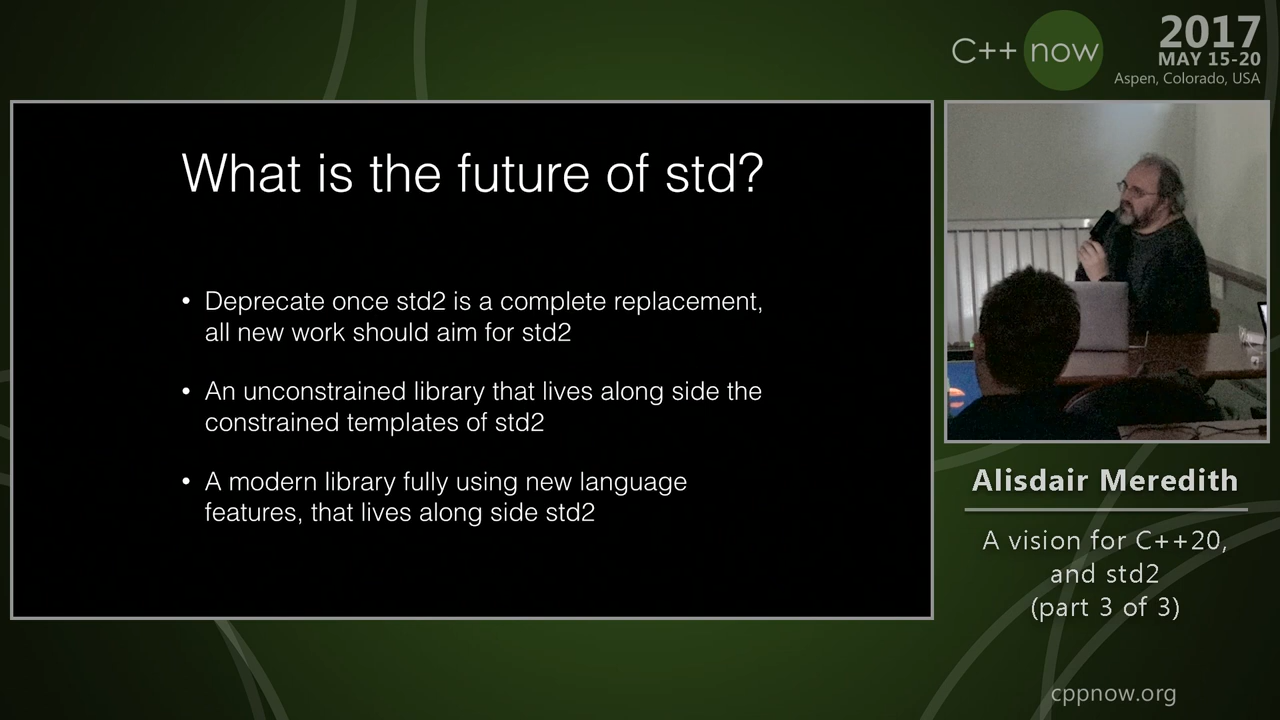 C++ now
2017
MAY 15-20
Aspen, Colorado, USA
What is the future of std?
• Deprecate once std2 is a complete replacement,
all new work should aim for std2
• An unconstrained library that lives along side the
constrained templates of std2
• A modern library fully using new language
features, that lives along side std2
Alisdair Meredith
A vision for C++20,
and std2
(part 3 of 3)
cppnow.org